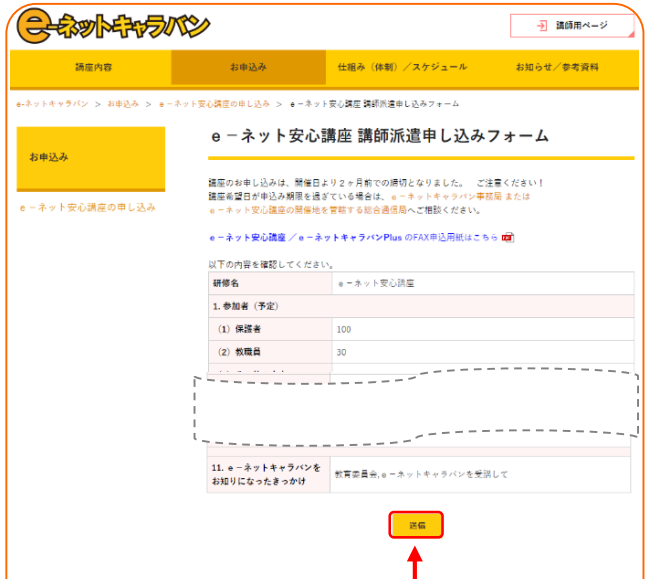 e-ネットキャラバン
講師用ページ
講座内容 お申込み 仕組み（体制）／スケジュール お知らせ／参考資料
e-ネットキャラバン > お申込み > e－ネット安心講座の申し込み > e－ネット安心講座 講師派遣申し込みフォーム
お申込み
e－ネット安心講座の申し込み
e－ネット安心講座 講師派遣申し込みフォーム
講座のお申し込みは、開催日より2ヶ月前での締切となりました。 ご注意ください！
講座希望日が申込み期限を過ぎている場合は、e－ネットキャラバン事務局 または
e－ネット安心講座の開催地を管轄する総合通信局へご相談ください。
e－ネット安心講座／e－ネットキャラバンPlus のFAX申込用紙はこちら
以下の内容を確認してください。
研修名 e－ネット安心講座
1. 参加者（予定）
（1）保護者 100
（2）教職員 30
11. e－ネットキャラバンを
お知りになったきっかけ
教育委員会,e－ネットキャラバンを受講して
送信